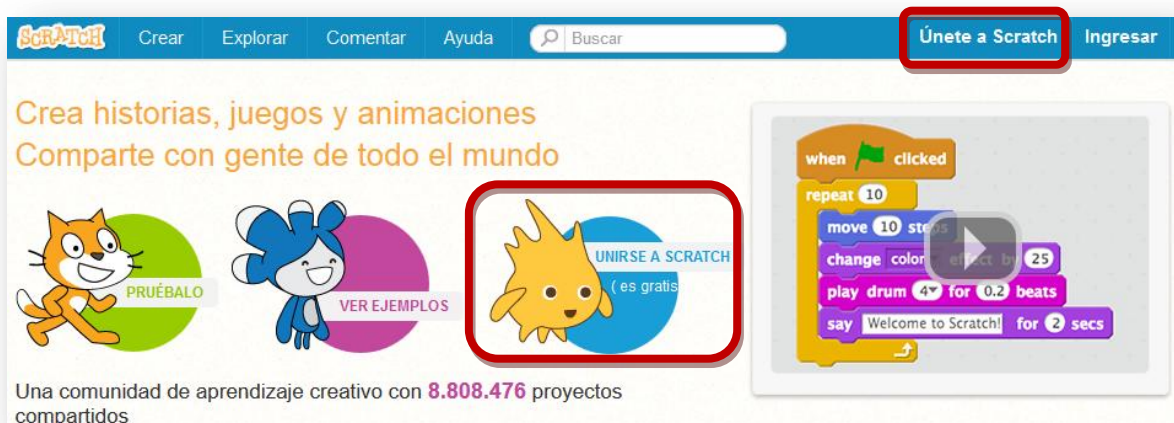 SCRATCH Crear Explorar Comentar Ayuda Buscar Únete a Scratch Ingresar
Crea historias, juegos y animaciones
Comparte con gente de todo el mundo
PRUÉBALO
VER EJEMPLOS
UNIRSE A SCRATCH
( es gratis
Una comunidad de aprendizaje creativo con 8.808.476 proyectos
compartidos
when clicked
repeat 10
move 10 steps
change color effect by 25
play drum 4 for 0.2 beats
say Welcome to Scratch! for 2 secs